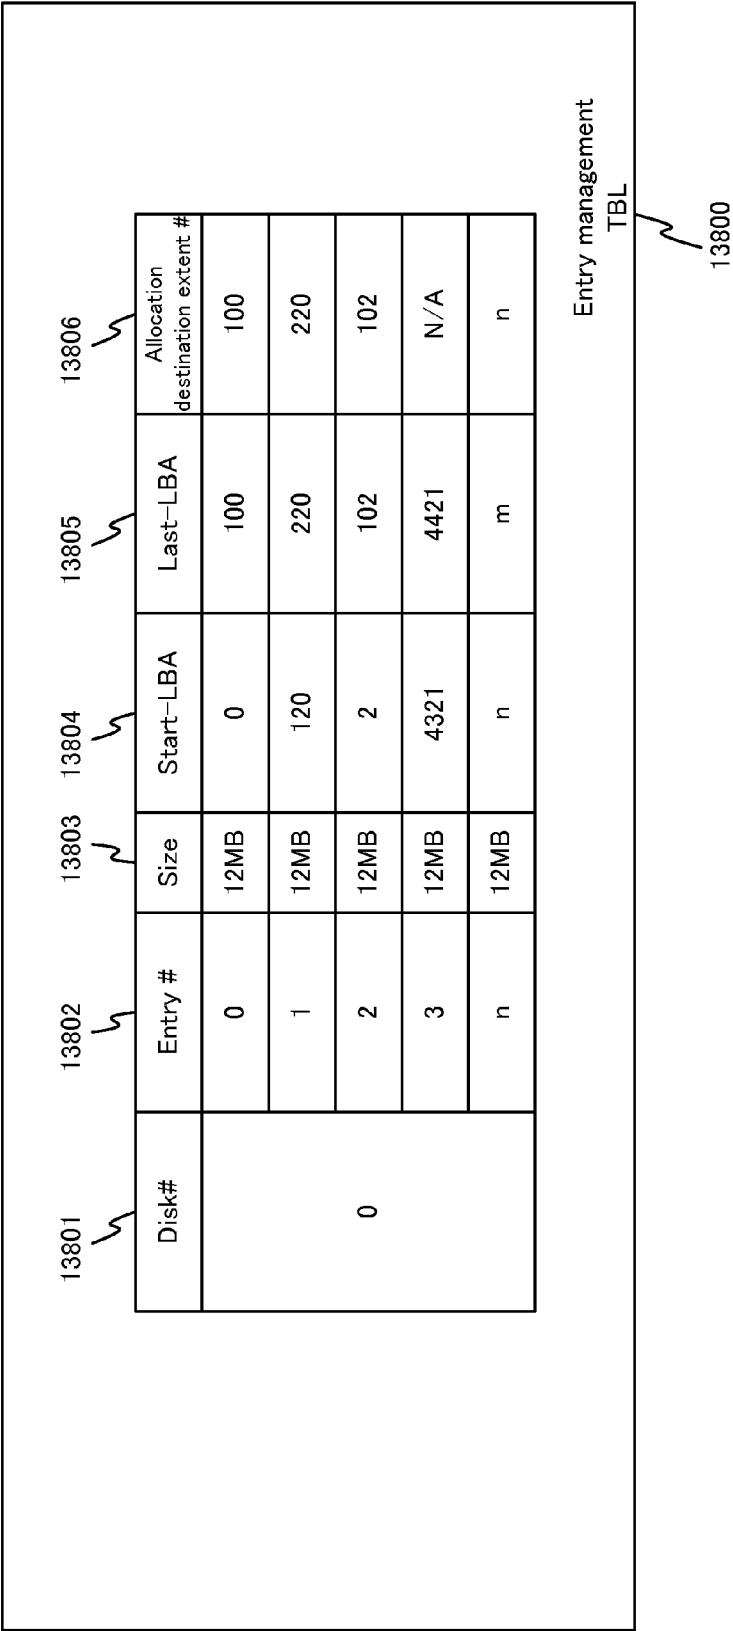 13801 13802 13803 13804 13805 13806
Disk# Entry # Size Start-LBA Last-LBA Allocation destination extent #
0 0 12MB 0 100 100
1 12MB 120 220 220
2 12MB 2 102 102
3 12MB 4321 4421 N/A
n 12MB n m n
Entry management
TBL
13800